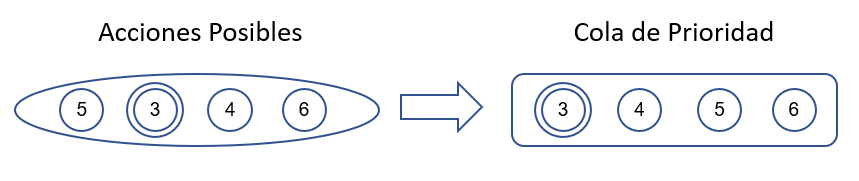 Acciones Posibles
Cola de Prioridad
5 3 4 6
3 4 5 6